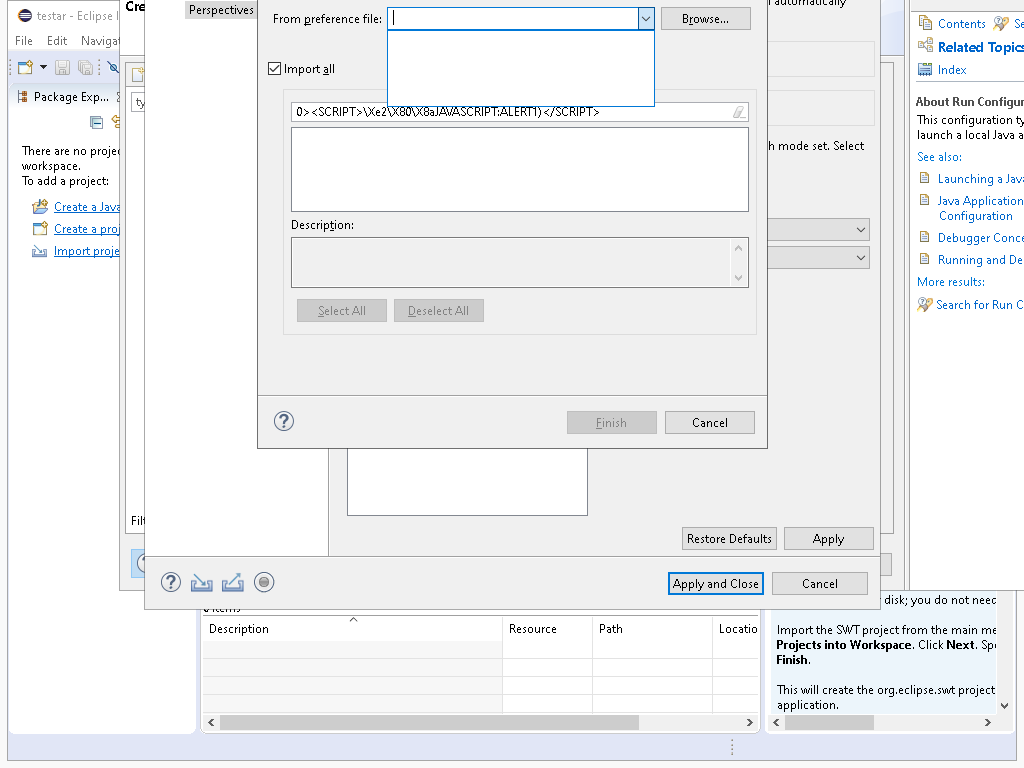 testar - Eclipse I
File Edit Navigat
Package Exp...
There are no proje
workspace.
To add a project:
Create a Java
Create a proj
Import proje
Cre
ty
Filt
Perspectives
From preference file:
Browse...
Import all
0><SCRIPT>\Xe2\X80\X8aJAVASCRIPT:ALERT1)</SCRIPT>
Description:
Select All Deselect All
Finish Cancel
automatically
h mode set. Select
Restore Defaults Apply
Apply and Close Cancel
0 items
Description Resource Path Locatio
Contents Se
Related Topics
Index
About Run Configur
This configuration ty
launch a local Java a
See also:
Launching a Java
Java Application
Configuration
Debugger Conce
Running and De
More results:
Search for Run C
disk; you do not need
Import the SWT project from the main me
Projects into Workspace. Click Next. Spe
Finish.
This will create the org.eclipse.swt project
application.